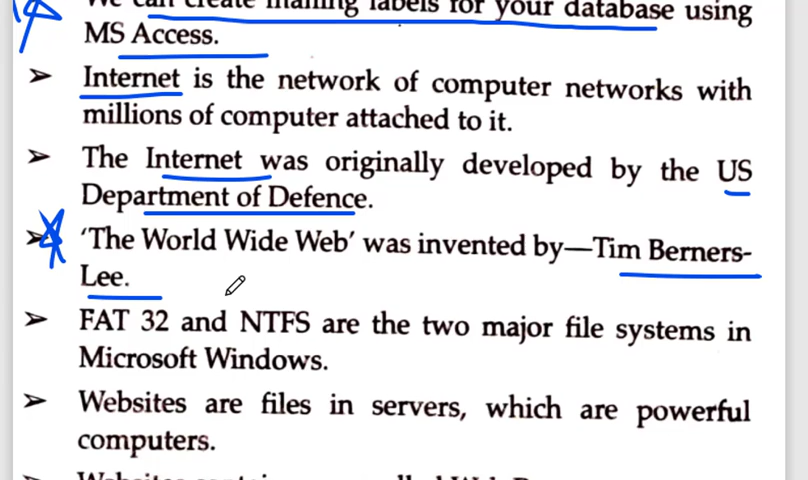 We can create mailing labels for your database using
MS Access.
➢ Internet is the network of computer networks with
millions of computer attached to it.
➢ The Internet was originally developed by the US
Department of Defence.
➢ 'The World Wide Web' was invented by—Tim Berners-
Lee.
➢ FAT 32 and NTFS are the two major file systems in
Microsoft Windows.
➢ Websites are files in servers, which are powerful
computers.